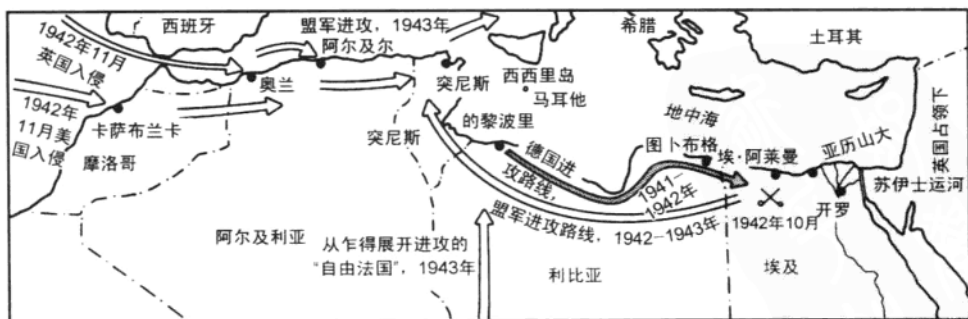 西班牙
盟军进攻，1943年
希腊
土耳其
1942年11月
英国入侵
阿尔及尔
奥兰
突尼斯
西西里岛
马耳他
地中海
1942年
11月美
国入侵
卡萨布兰卡
摩洛哥
突尼斯
的黎波里
图卜布格
埃·阿莱曼
亚历山大
英国占领下
苏伊士运河
德国进
攻路线，
1941-
1942年
开罗
1942年10月
盟军进攻路线，1942-1943年
阿尔及利亚
从乍得展开进攻的
“自由法国”，1943年
利比亚
埃及